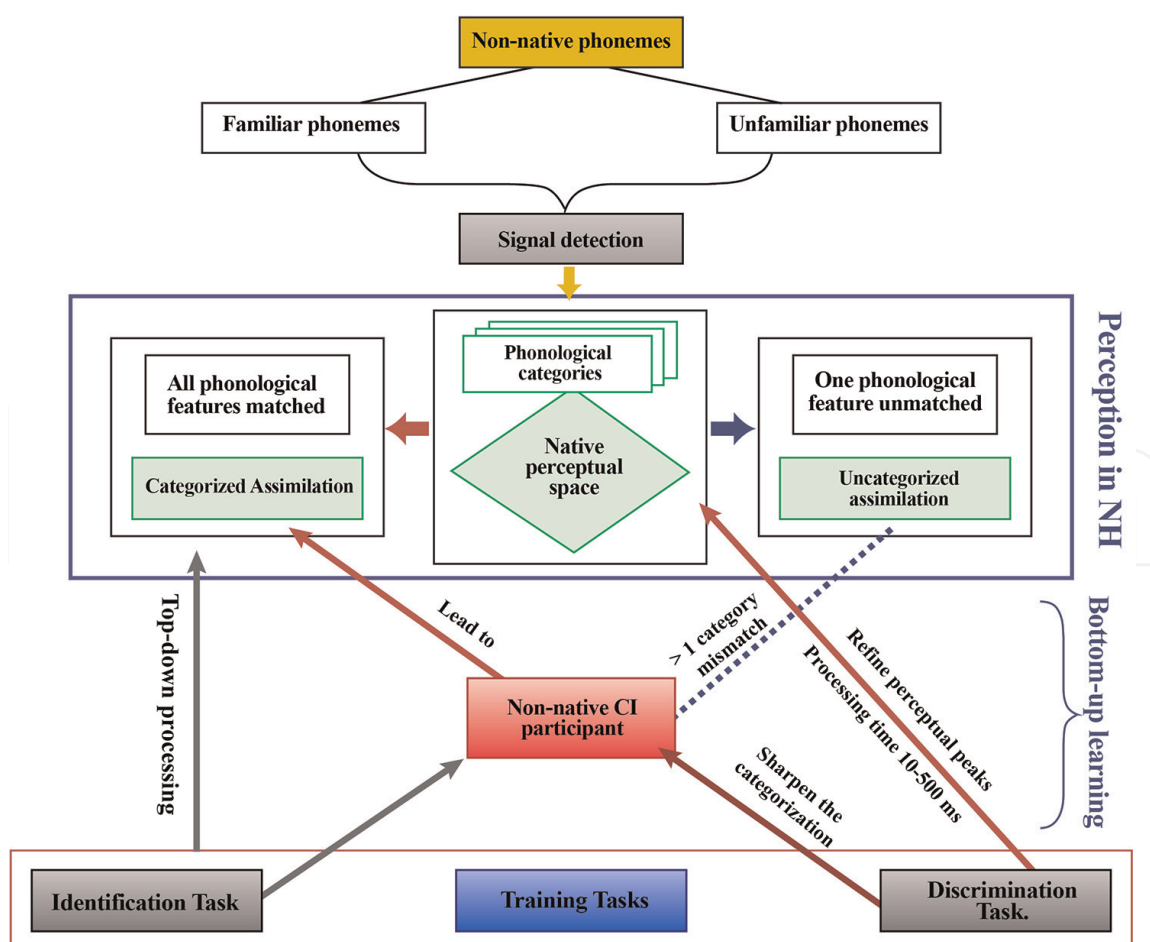 Non-native phonemes
Familiar phonemes
Unfamiliar phonemes
Signal detection
All phonological
features matched
Categorized Assimilation
Phonological
categories
Native
perceptual
space
One phonological
feature unmatched
Uncategorized
assimilation
Perception in NH
Top-down processing
Lead to
> 1 category
mismatch
Refine perceptual peaks
Processing time 10-500 ms
Bottom-up learning
Non-native CI
participant
Sharpen the
categorization
Identification Task
Training Tasks
Discrimination
Task.